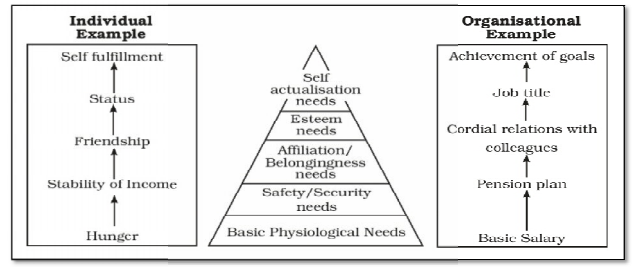 Individual
Example
Self fulfillment
Status
Friendship
Stability of Income
Hunger
Self
actualisation
needs
Esteem
needs
Affiliation/
Belongingness
needs
Safety/Security
needs
Basic Physiological Needs
Organisational
Example
Achievement of goals
Job title
Cordial relations with
colleagues
Pension plan
Basic Salary